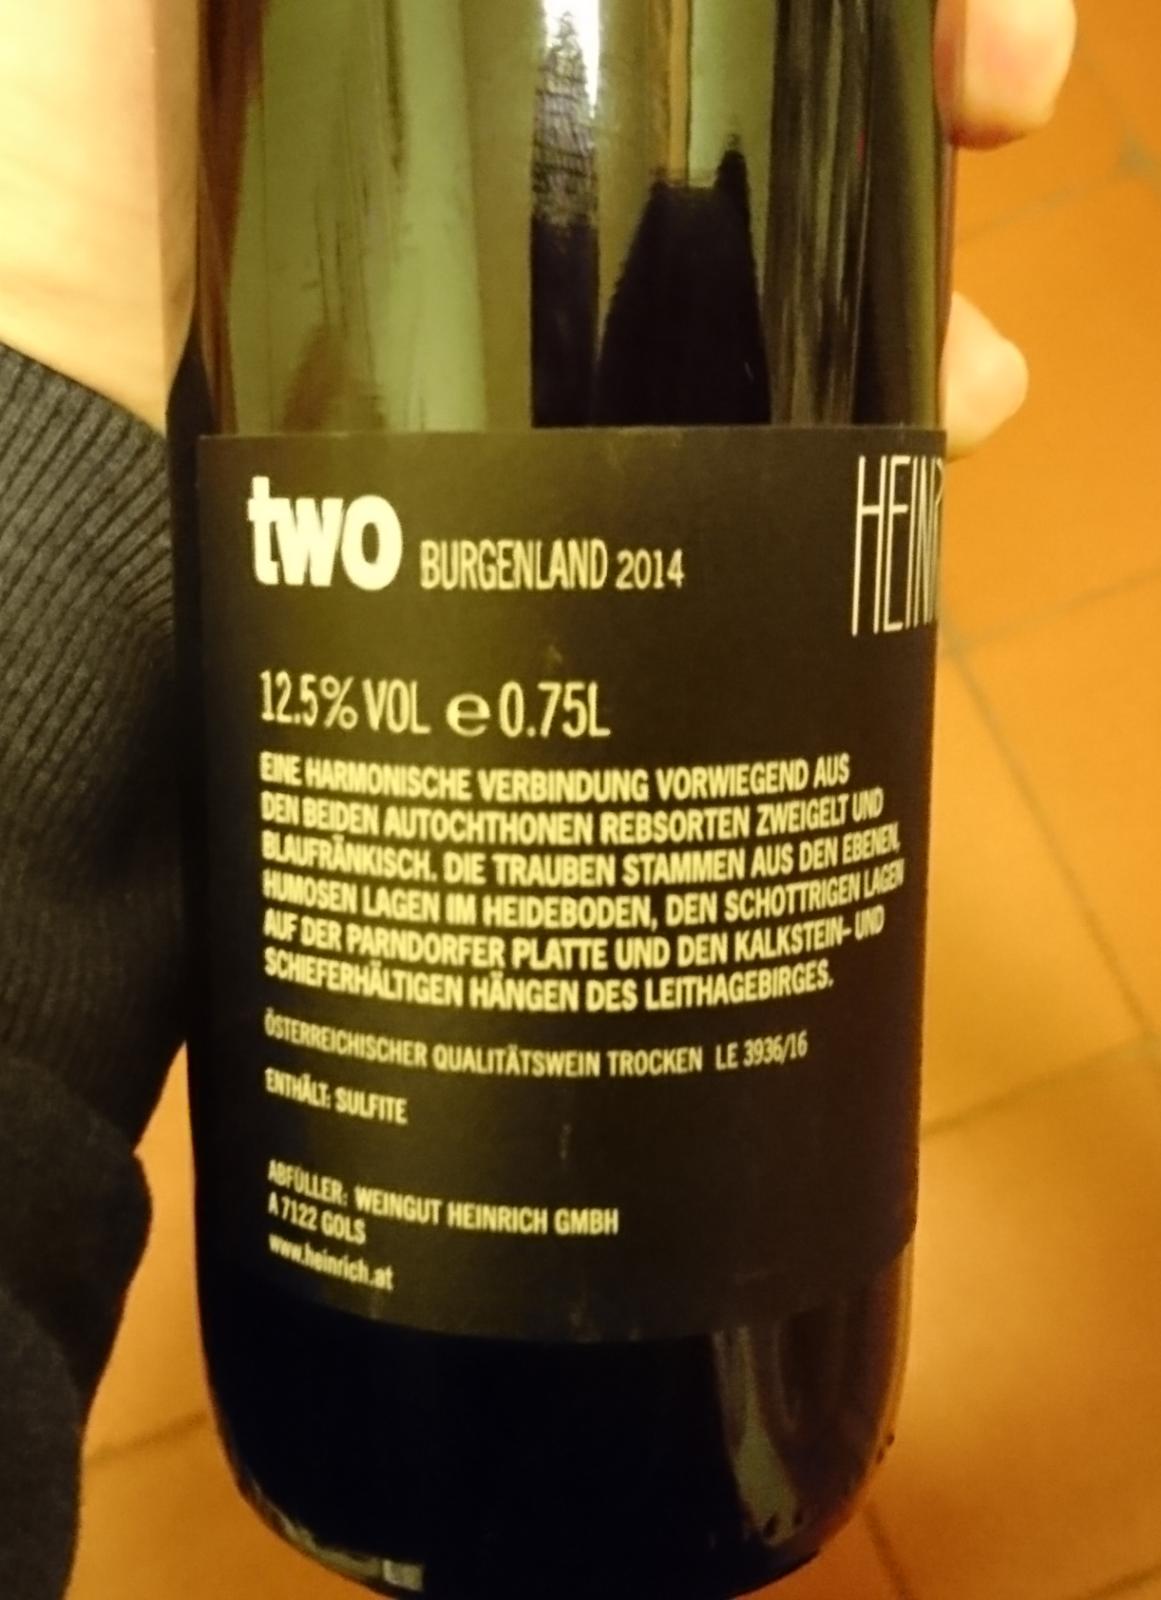 two BURGENLAND 2014
12.5% VOL e 0.75L
EINE HARMONISCHE VERBINDUNG VORWIEGEND AUS
DEN BEIDEN AUTOCHTHONEN REBSORTEN ZWEIGELT UND
BLAUFRÄNKISCH. DIE TRAUBEN STAMMEN AUS DEN EBENEN,
HUMOSEN LAGEN IM HEIDEBODEN, DEN SCHOTTRIGEN LAGEN
AUF DER PARNDORFER PLATTE UND DEN KALKSTEIN- UND
SCHIEFERHÄLTIGEN HÄNGEN DES LEITHAGEBIRGES.
ÖSTERREICHISCHER QUALITÄTSWEIN TROCKEN LE 3936/16
ENTHÄLT: SULFITE
ABFÜLLER: WEINGUT HEINRICH GMBH
A 7122 GOLS
www.heinrich.at